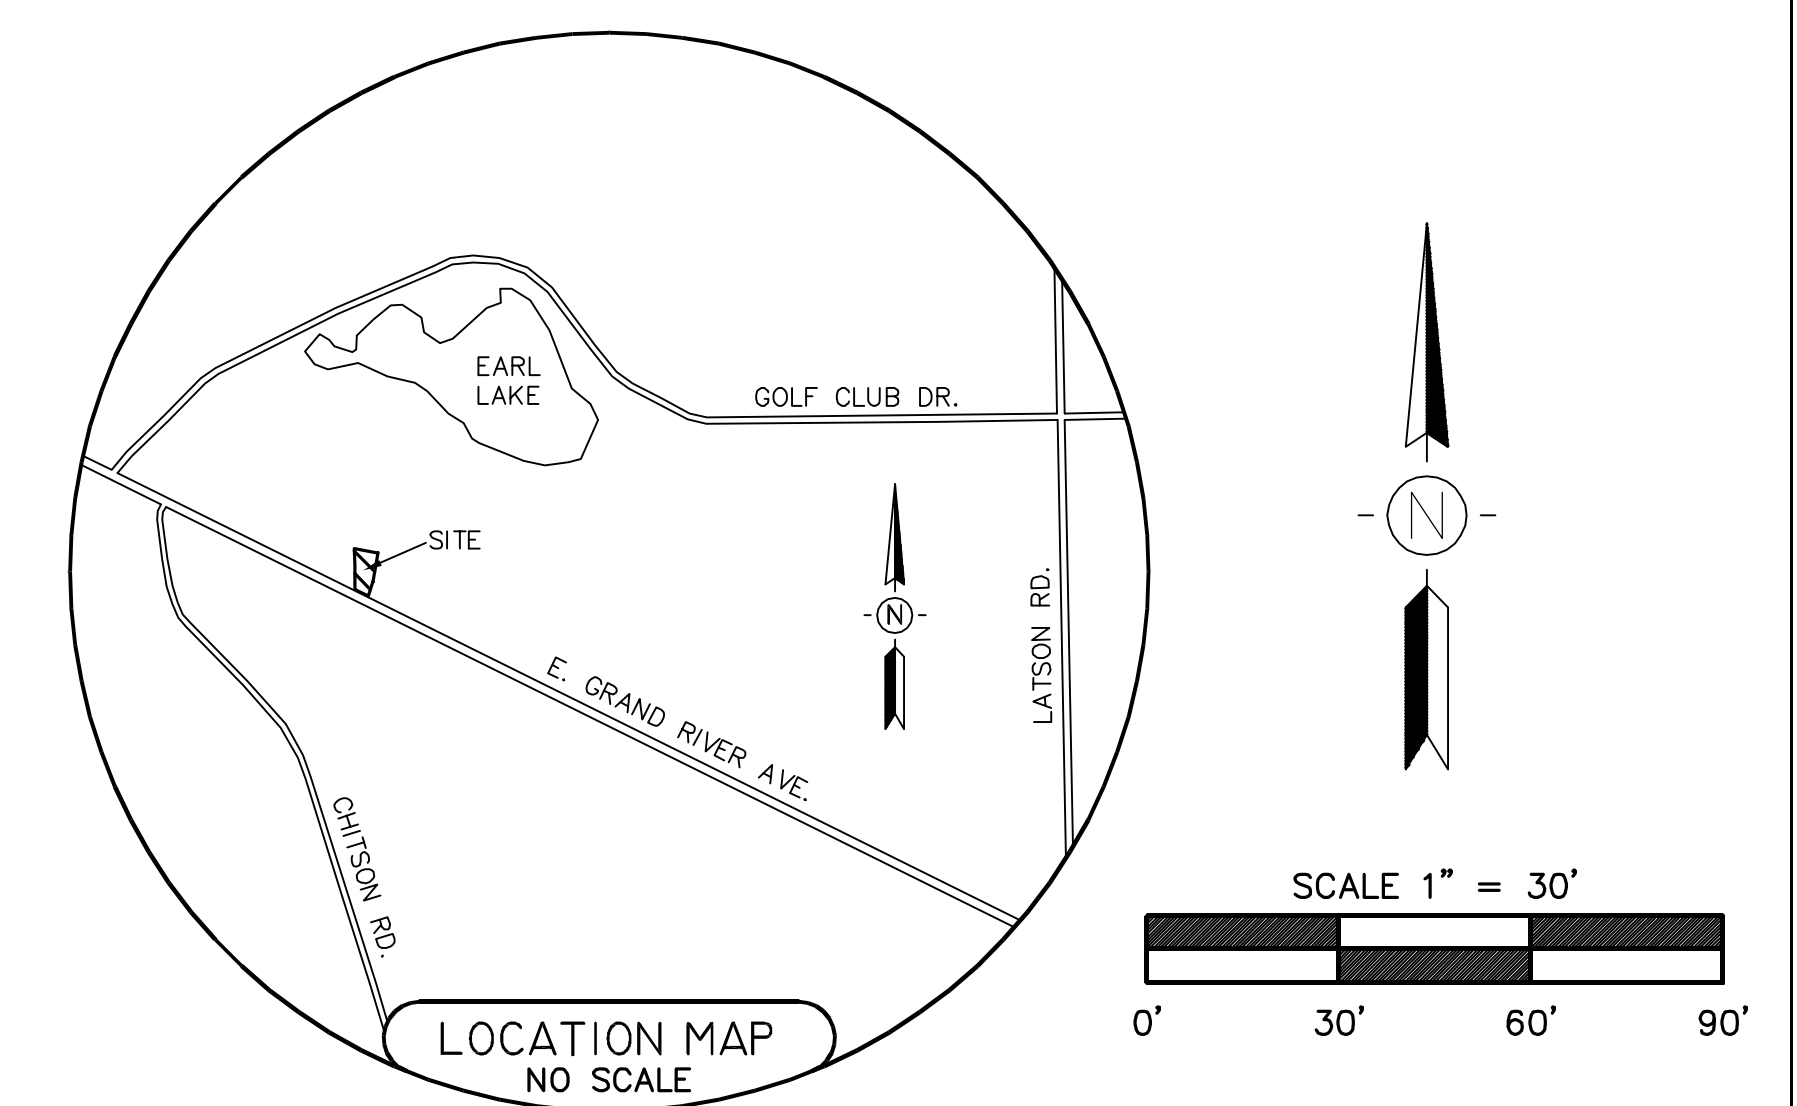 EARL
LAKE
GOLF CLUB DR.
SITE
N
LATSON RD.
E. GRAND RIVER AVE.
CHITSON RD.
LOCATION MAP
NO SCALE
N
SCALE 1” = 30’
0’ 30’ 60’ 90’